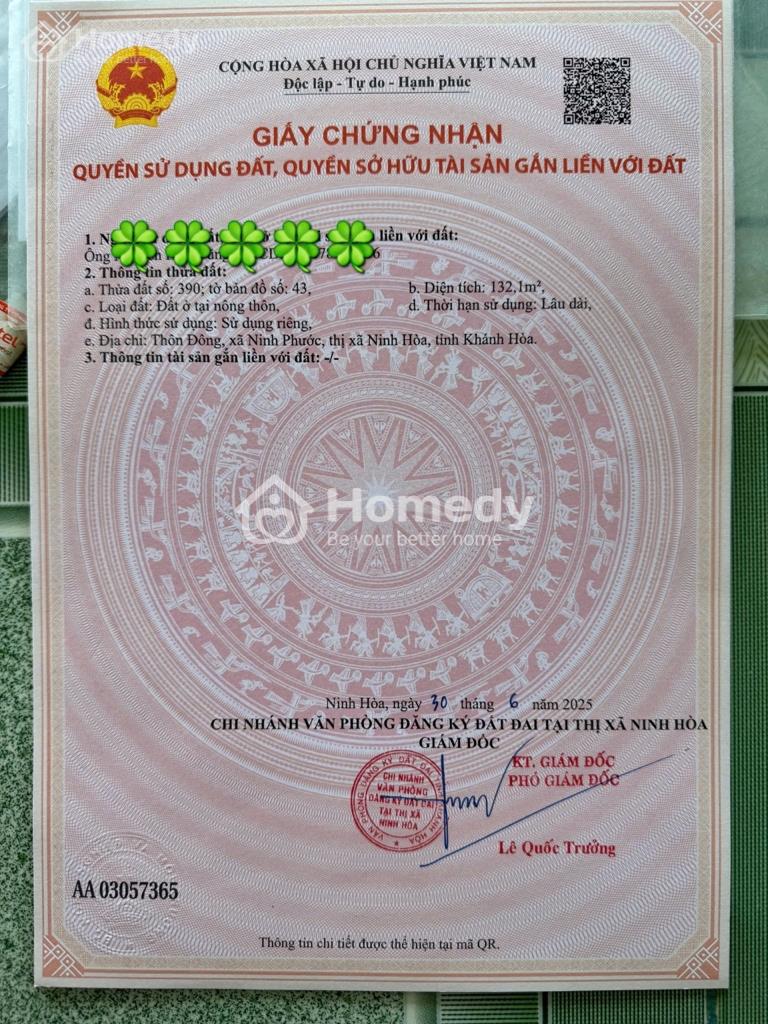 Homedy
CỘNG HÒA XÃ HỘI CHỦ NGHĨA VIỆT NAM
Độc lập - Tự do - Hạnh phúc
GIẤY CHỨNG NHẬN
QUYỀN SỬ DỤNG ĐẤT, QUYỀN SỞ HỮU TÀI SẢN GẮN LIỀN VỚI ĐẤT
1. liền với đất:
Ông
2. Thông tin thửa đất:
a. Thửa đất số: 390; tờ bản đồ số: 43, b. Diện tích: 132,1m²,
c. Loại đất: Đất ở tại nông thôn, d. Thời hạn sử dụng: Lâu dài,
đ. Hình thức sử dụng: Sử dụng riêng,
e. Địa chỉ: Thôn Đông, xã Ninh Phước, thị xã Ninh Hòa, tỉnh Khánh Hòa.
3. Thông tin tài sản gắn liền với đất: -/-
Homedy
Be your better home
Ninh Hòa, ngày 30 tháng 6 năm 2025
CHI NHÁNH VĂN PHÒNG ĐĂNG KÝ ĐẤT ĐAI TẠI THỊ XÃ NINH HÒA
GIÁM ĐỐC
KT. GIÁM ĐỐC
PHÓ GIÁM ĐỐC
CHI NHÁNH
VĂN PHÒNG
ĐĂNG KÝ ĐẤT ĐAI
TẠI THỊ XÃ
NINH HÒA
Lê Quốc Trưởng
AA 03057365
Thông tin chi tiết được thể hiện tại mã QR.